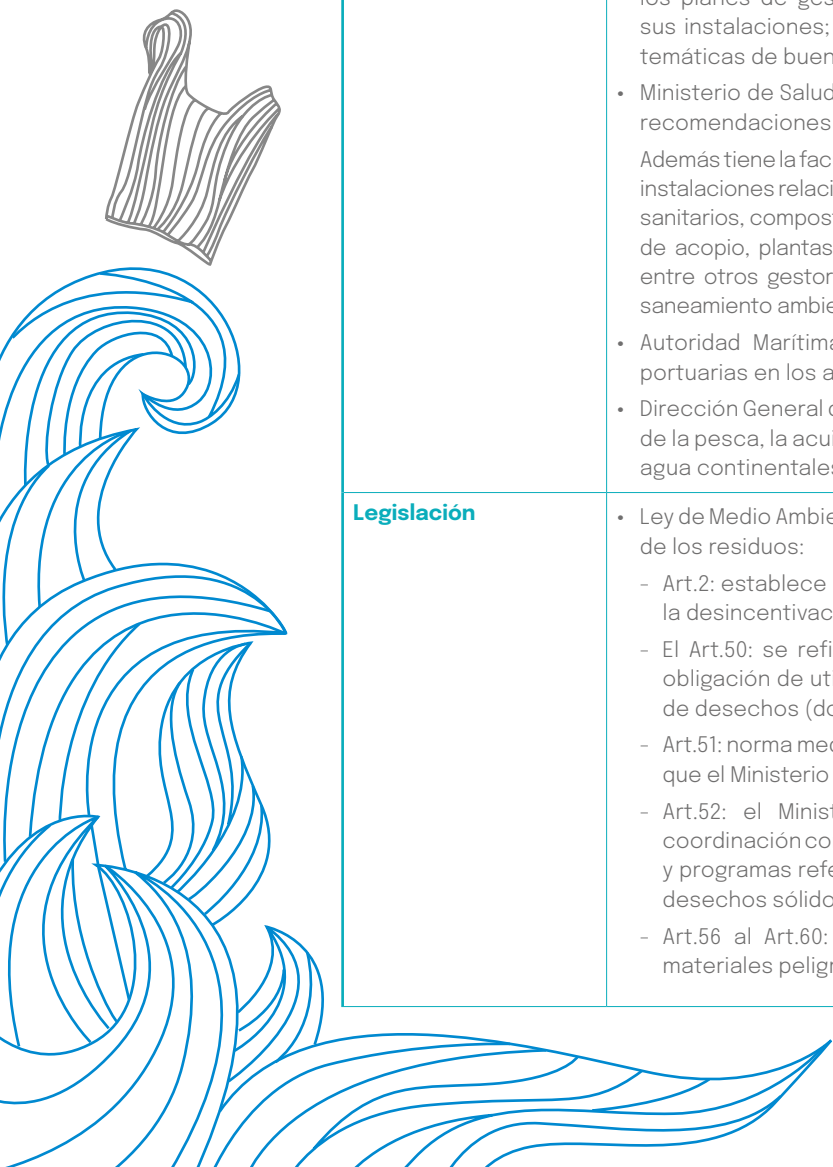 sus instalaciones;
temáticas de buen
• Ministerio de Salud
recomendaciones
Además tiene la fac
instalaciones relaci
sanitarios, compost
de acopio, plantas
entre otros gestor
saneamiento ambie
• Autoridad Marítima
portuarias en los a
• Dirección General d
de la pesca, la acui
agua continentales
Legislación
• Ley de Medio Ambie
de los residuos:
– Art.2: establece
la desincentivac
– El Art.50: se refi
obligación de uti
de desechos (do
– Art.51: norma med
que el Ministerio
– Art.52: el Minist
coordinación co
y programas refe
desechos sólido
– Art.56 al Art.60:
materiales peligr